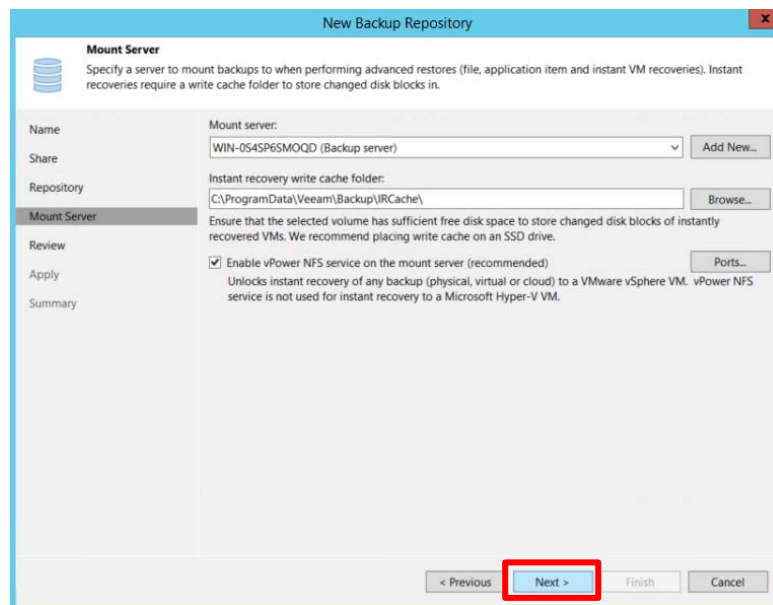 New Backup Repository
x
Mount Server
Specify a server to mount backups to when performing advanced restores (file, application item and instant VM recoveries). Instant
recoveries require a write cache folder to store changed disk blocks in.
Name
Share
Repository
Mount Server
Review
Apply
Summary
Mount server:
WIN-0S4SP6SMOQD (Backup server)
Add New...
Instant recovery write cache folder:
C:\ProgramData\Veeam\Backup\IRCache\
Browse...
Ensure that the selected volume has sufficient free disk space to store changed disk blocks of instantly
recovered VMs. We recommend placing write cache on an SSD drive.
Enable vPower NFS service on the mount server (recommended)
Ports...
Unlocks instant recovery of any backup (physical, virtual or cloud) to a VMware vSphere VM. vPower NFS
service is not used for instant recovery to a Microsoft Hyper-V VM.
< Previous
Next >
Finish
Cancel